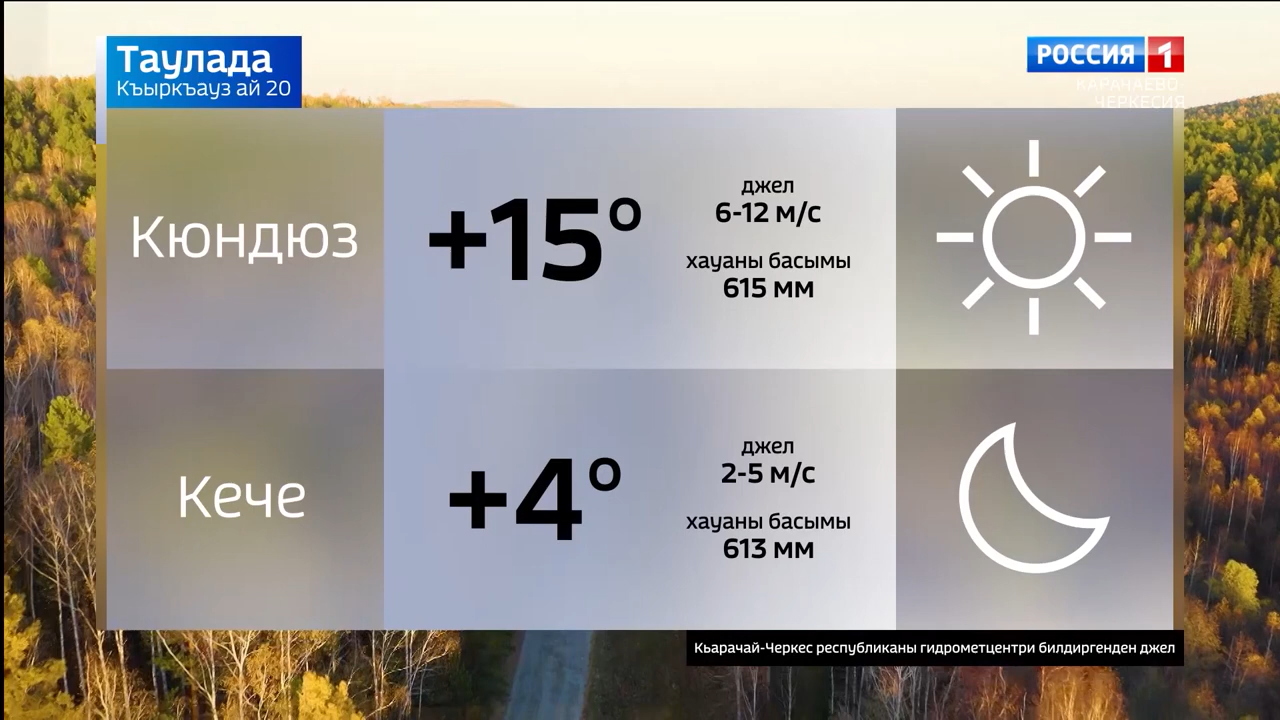 Таулада
Къыркъауз ай 20
РОССИЯ 1
КАРАЧАЕВО-
ЧЕРКЕСИЯ
Кюндюз
+15°
джел
6-12 м/с
хауаны басымы
615 мм
Кече
+4°
джел
2-5 м/с
хауаны басымы
613 мм
Кьарачай-Черкес республиканы гидрометцентри билдиргенден джел